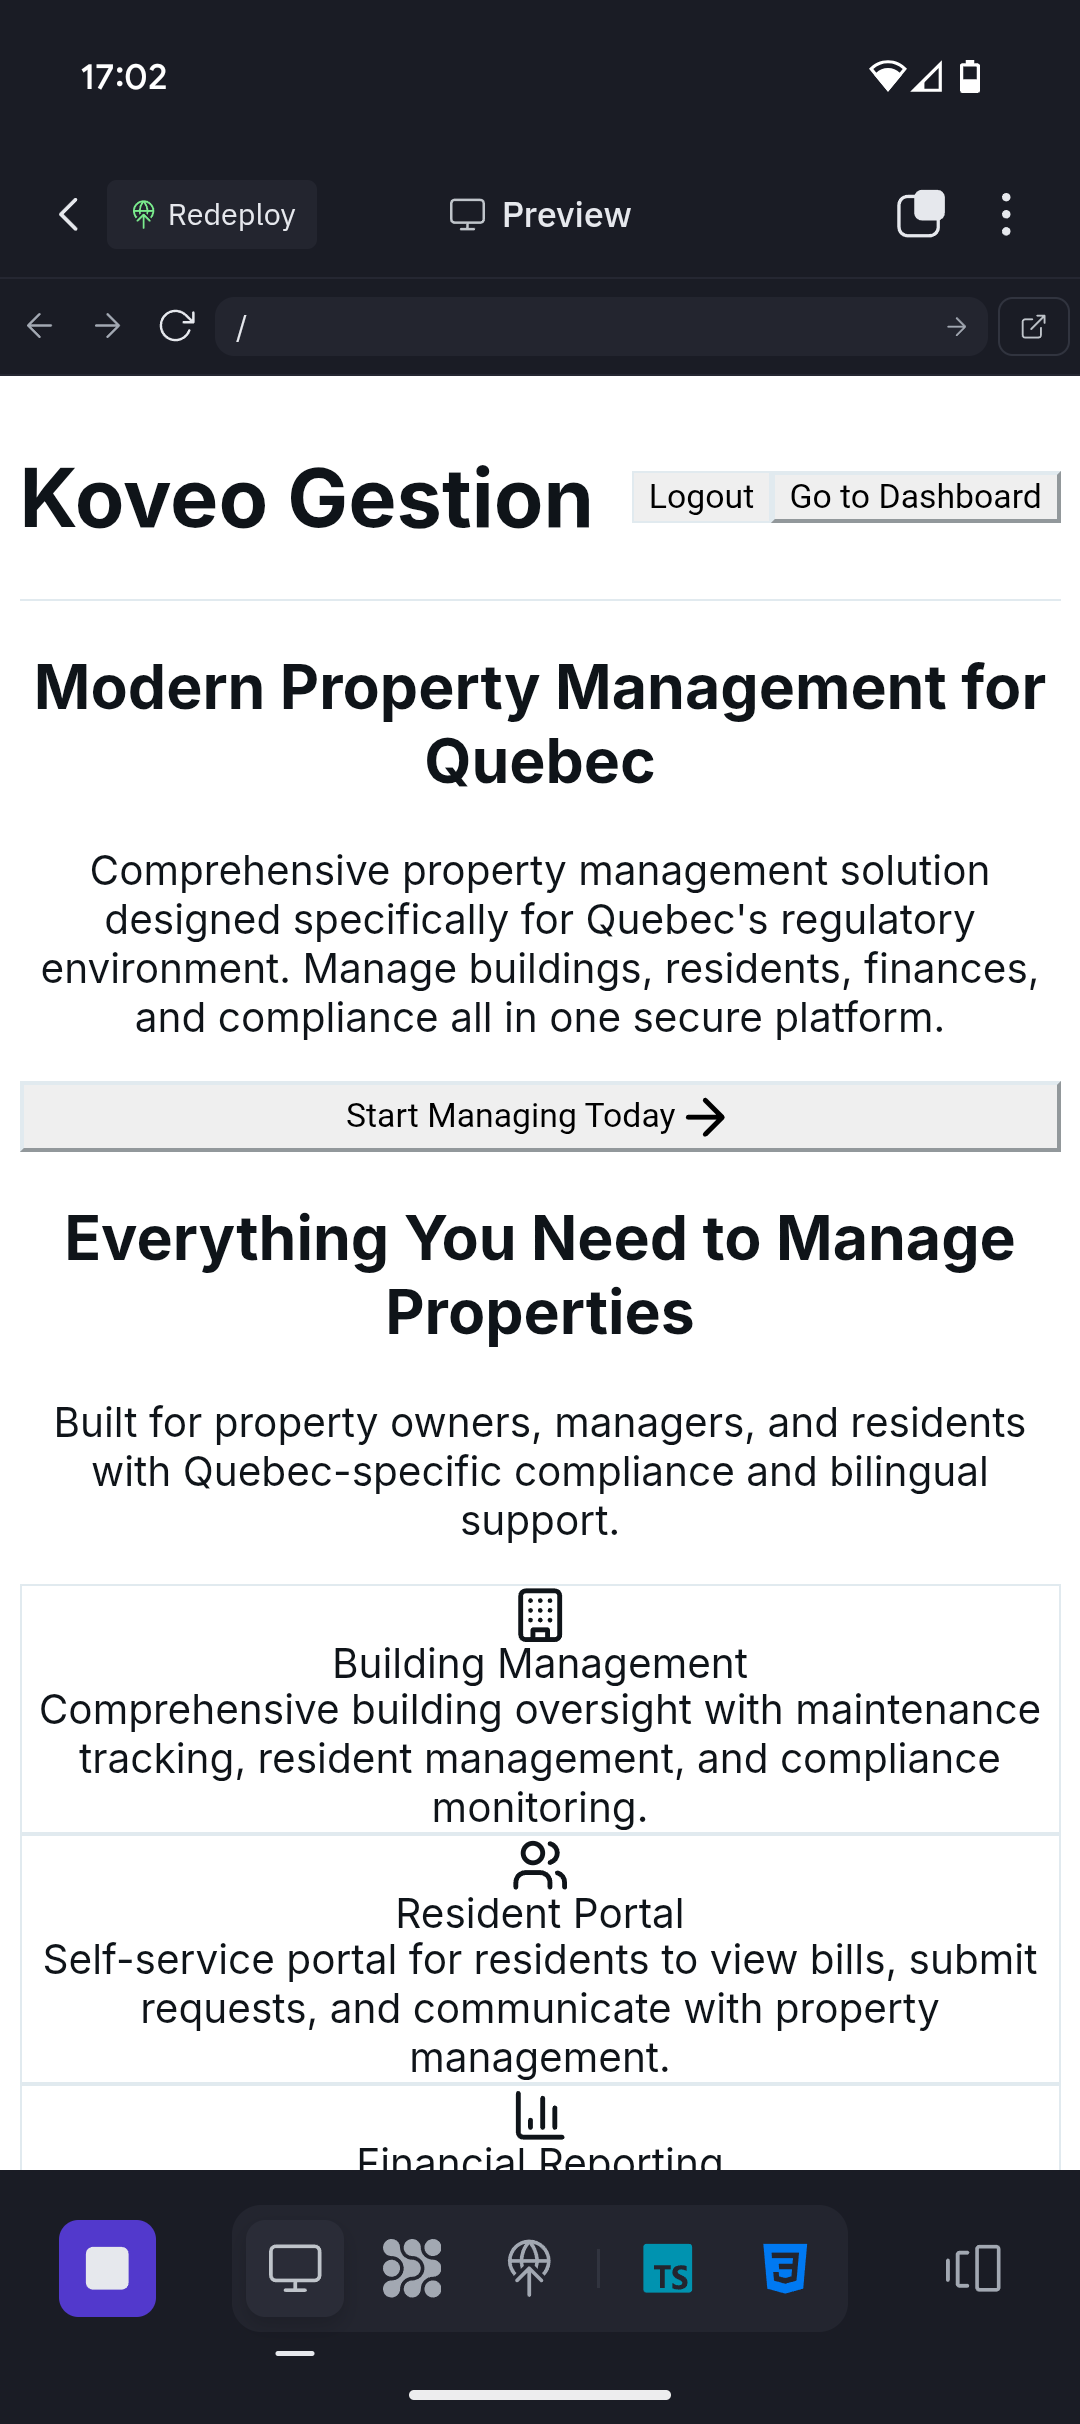 17:02
Redeploy
Preview
/
Koveo Gestion
Logout
Go to Dashboard
Modern Property Management for
Quebec
Comprehensive property management solution
designed specifically for Quebec's regulatory
environment. Manage buildings, residents, finances,
and compliance all in one secure platform.
Start Managing Today
Everything You Need to Manage
Properties
Built for property owners, managers, and residents
with Quebec-specific compliance and bilingual
support.
Building Management
Comprehensive building oversight with maintenance
tracking, resident management, and compliance
monitoring.
Resident Portal
Self-service portal for residents to view bills, submit
requests, and communicate with property
management.
Financial Reporting
TS
3